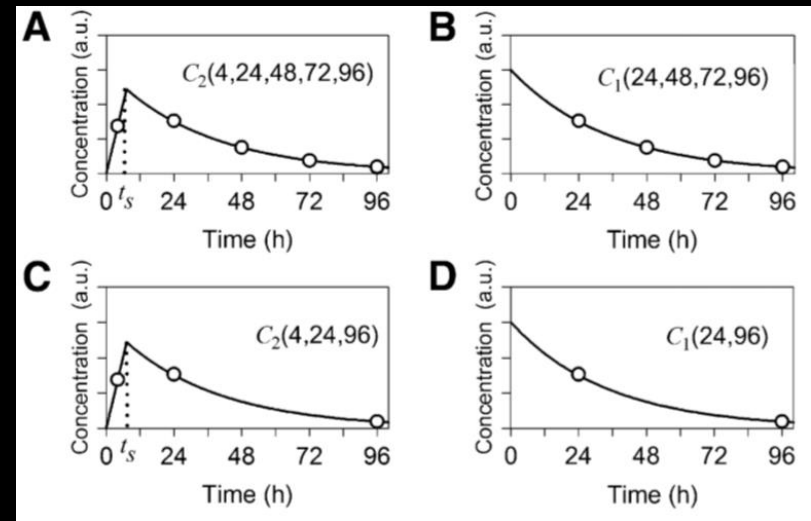 A
Concentration (a.u.)
C₂(4,24,48,72,96)
0 tₛ 24 48 72 96
Time (h)
B
Concentration (a.u.)
C₁(24,48,72,96)
0 24 48 72 96
Time (h)
C
Concentration (a.u.)
C₂(4,24,96)
0 tₛ 24 48 72 96
Time (h)
D
Concentration (a.u.)
C₁(24,96)
0 24 48 72 96
Time (h)